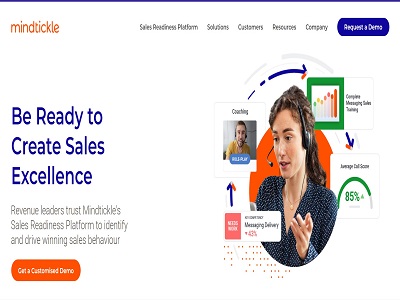 mindtickle
Sales Readiness Platform Solutions Customers Resources Company Request a Demo
Be Ready to
Create Sales
Excellence
Revenue leaders trust Mindtickle's
Sales Readiness Platform to identify
and drive winning sales behaviour
Get a Customised Demo
Coaching
ROLE-PLAY
Complete
Messaging Sales
Training
Average Call Score
85%
NEEDS
WORK
KEY COMPETENCY
Messaging Delivery
43%